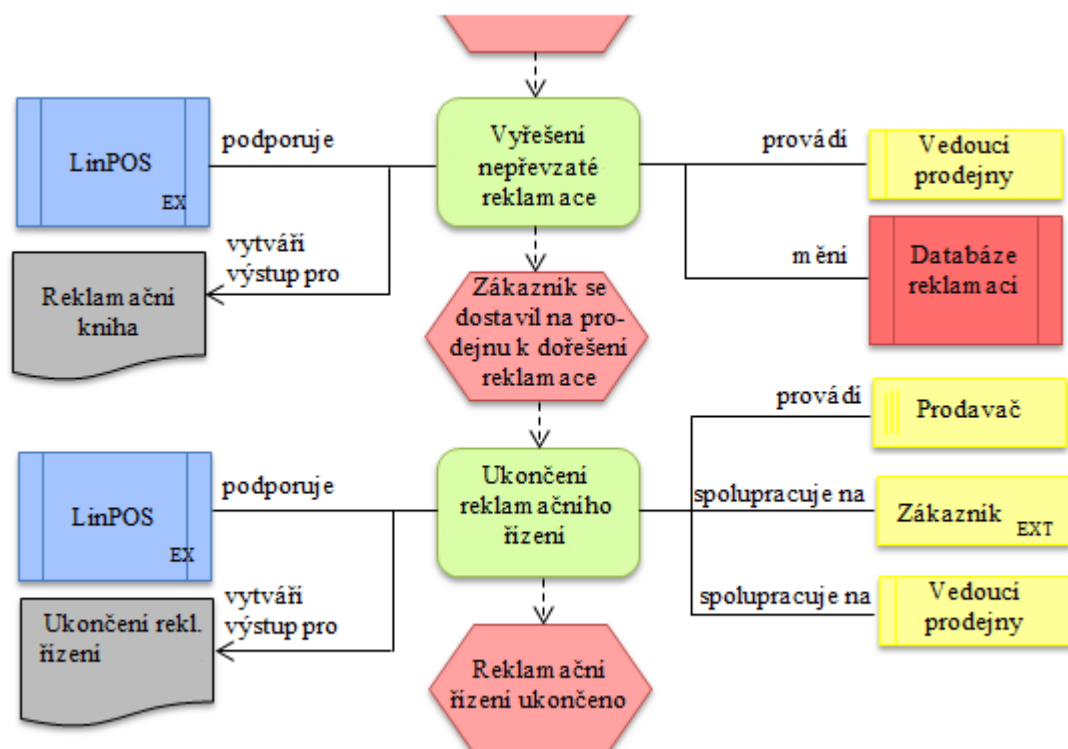 LinPOS
EX
podporuje
Vyřešení
nepřevzaté
reklamace
provádí
Vedoucí
prodejny
vytváří
výstup pro
Reklamační
kniha
mění
Databáze
reklamací
Zákazník se
dostavil na pro-
dejnu k dořešení
reklamace
provádí
Prodavač
LinPOS
EX
podporuje
Ukončení
reklamačního
řízení
spolupracuje na
Zákazník
EXT
vytváří
výstup pro
Ukončení rekl.
řízení
spolupracuje na
Vedoucí
prodejny
Reklamační
řízení ukončeno